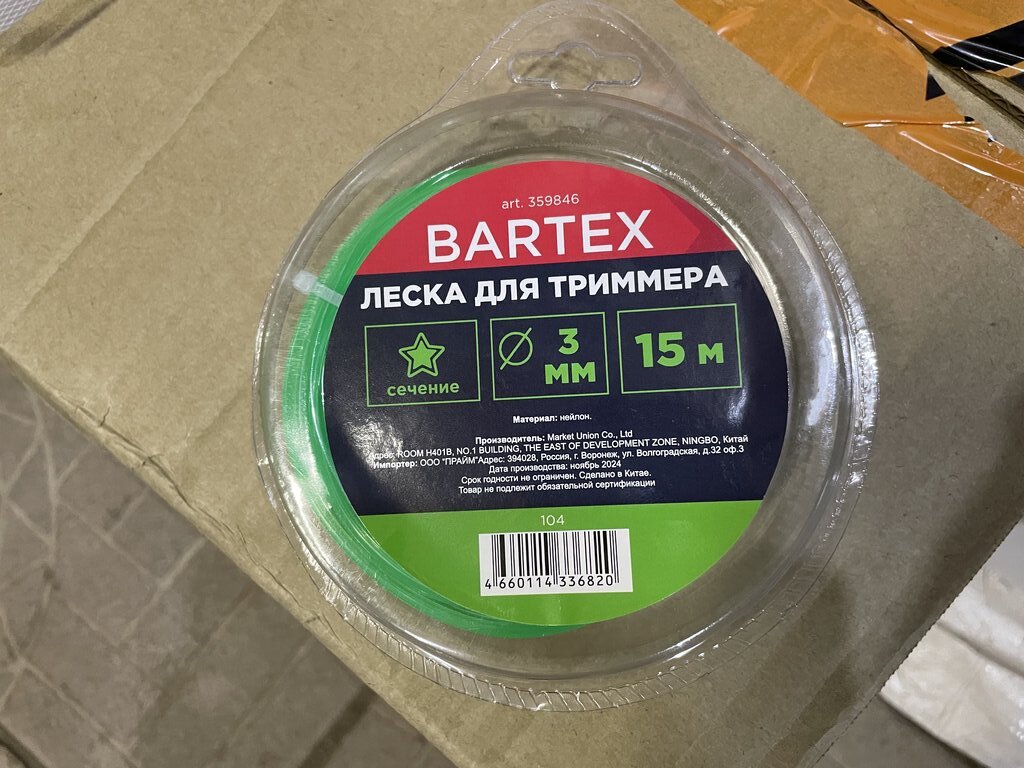 art. 359846
BARTEX
ЛЕСКА ДЛЯ ТРИММЕРА
сечение
3 мм
15 м
Материал: нейлон.
Производитель: Market Union Co., Ltd
Адрес: ROOM H401B, NO.1 BUILDING, THE EAST OF DEVELOPMENT ZONE, NINGBO, Китай
Импортер: ООО "ПРАЙМ"Адрес: 394028, Россия, г. Воронеж, ул. Волгоградская, д.32 оф.3
Дата производства: ноябрь 2024
Срок годности не ограничен. Сделано в Китае.
Товар не подлежит обязательной сертификации
104
4 660114 336820